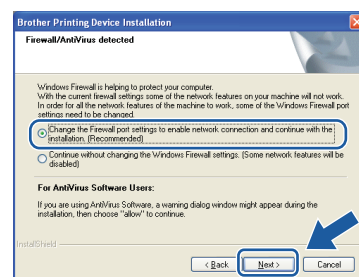 Brother Printing Device Installation
Firewall/AntiVirus detected
Windows Firewall is helping to protect your computer.
With the current firewall settings some of the network features on your machine will not work.
In order for all the network features of the machine to work, some of the Windows Firewall port
settings need to be changed.
Change the Firewall port settings to enable network connection and continue with the
installation. (Recommended)
Continue without changing the Windows Firewall settings. (Some network features will be
disabled)
For AntiVirus Software Users:
If you are using AntiVirus Software, a warning dialog window might appear during the
installation, then choose "allow" to continue.
InstallShield
< Back
Next >
Cancel